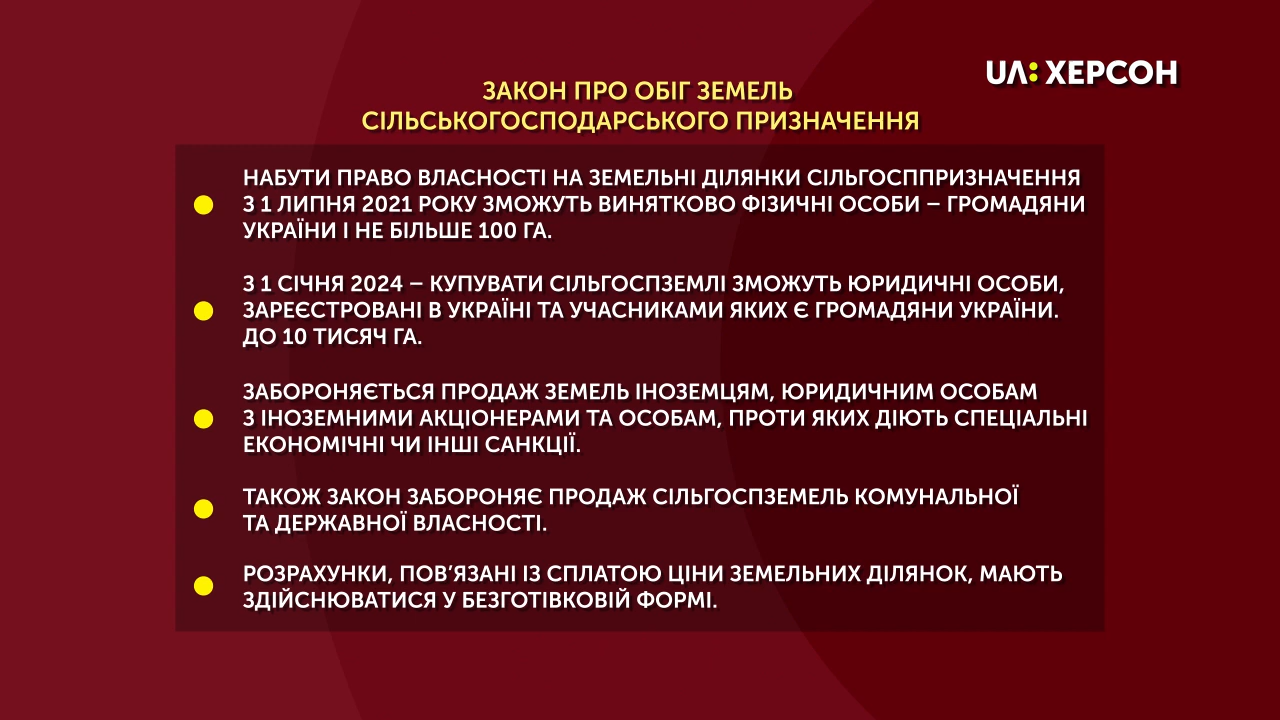 UA: ХЕРСОН
ЗАКОН ПРО ОБІГ ЗЕМЕЛЬ
СІЛЬСЬКОГОСПОДАРСЬКОГО ПРИЗНАЧЕННЯ
НАБУТИ ПРАВО ВЛАСНОСТІ НА ЗЕМЕЛЬНІ ДІЛЯНКИ СІЛЬГОСППРИЗНАЧЕННЯ
З 1 ЛИПНЯ 2021 РОКУ ЗМОЖУТЬ ВИНЯТКОВО ФІЗИЧНІ ОСОБИ – ГРОМАДЯНИ
УКРАЇНИ І НЕ БІЛЬШЕ 100 ГА.
З 1 СІЧНЯ 2024 – КУПУВАТИ СІЛЬГОСПЗЕМЛІ ЗМОЖУТЬ ЮРИДИЧНІ ОСОБИ,
ЗАРЕЄСТРОВАНІ В УКРАЇНІ ТА УЧАСНИКАМИ ЯКИХ Є ГРОМАДЯНИ УКРАЇНИ.
ДО 10 ТИСЯЧ ГА.
ЗАБОРОНЯЄТЬСЯ ПРОДАЖ ЗЕМЕЛЬ ІНОЗЕМЦЯМ, ЮРИДИЧНИМ ОСОБАМ
З ІНОЗЕМНИМИ АКЦІОНЕРАМИ ТА ОСОБАМ, ПРОТИ ЯКИХ ДІЮТЬ СПЕЦІАЛЬНІ
ЕКОНОМІЧНІ ЧИ ІНШІ САНКЦІЇ.
ТАКОЖ ЗАКОН ЗАБОРОНЯЄ ПРОДАЖ СІЛЬГОСПЗЕМЕЛЬ КОМУНАЛЬНОЇ
ТА ДЕРЖАВНОЇ ВЛАСНОСТІ.
РОЗРАХУНКИ, ПОВ’ЯЗАНІ ІЗ СПЛАТОЮ ЦІНИ ЗЕМЕЛЬНИХ ДІЛЯНОК, МАЮТЬ
ЗДІЙСНЮВАТИСЯ У БЕЗГОТІВКОВІЙ ФОРМІ.